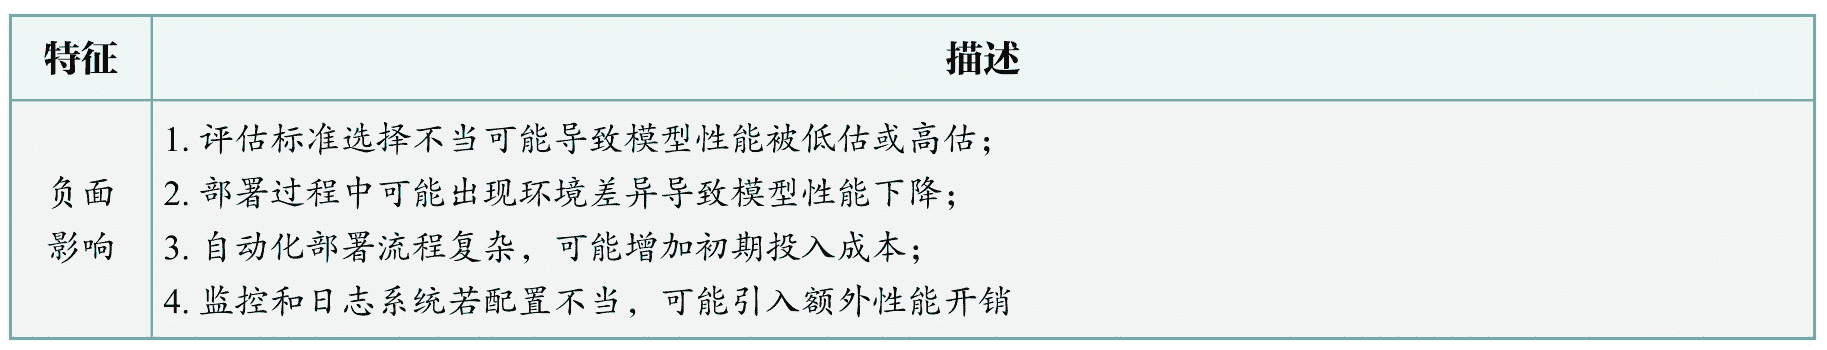 特征 描述
负面影响
1. 评估标准选择不当可能导致模型性能被低估或高估；
2. 部署过程中可能出现环境差异导致模型性能下降；
3. 自动化部署流程复杂，可能增加初期投入成本；
4. 监控和日志系统若配置不当，可能引入额外性能开销